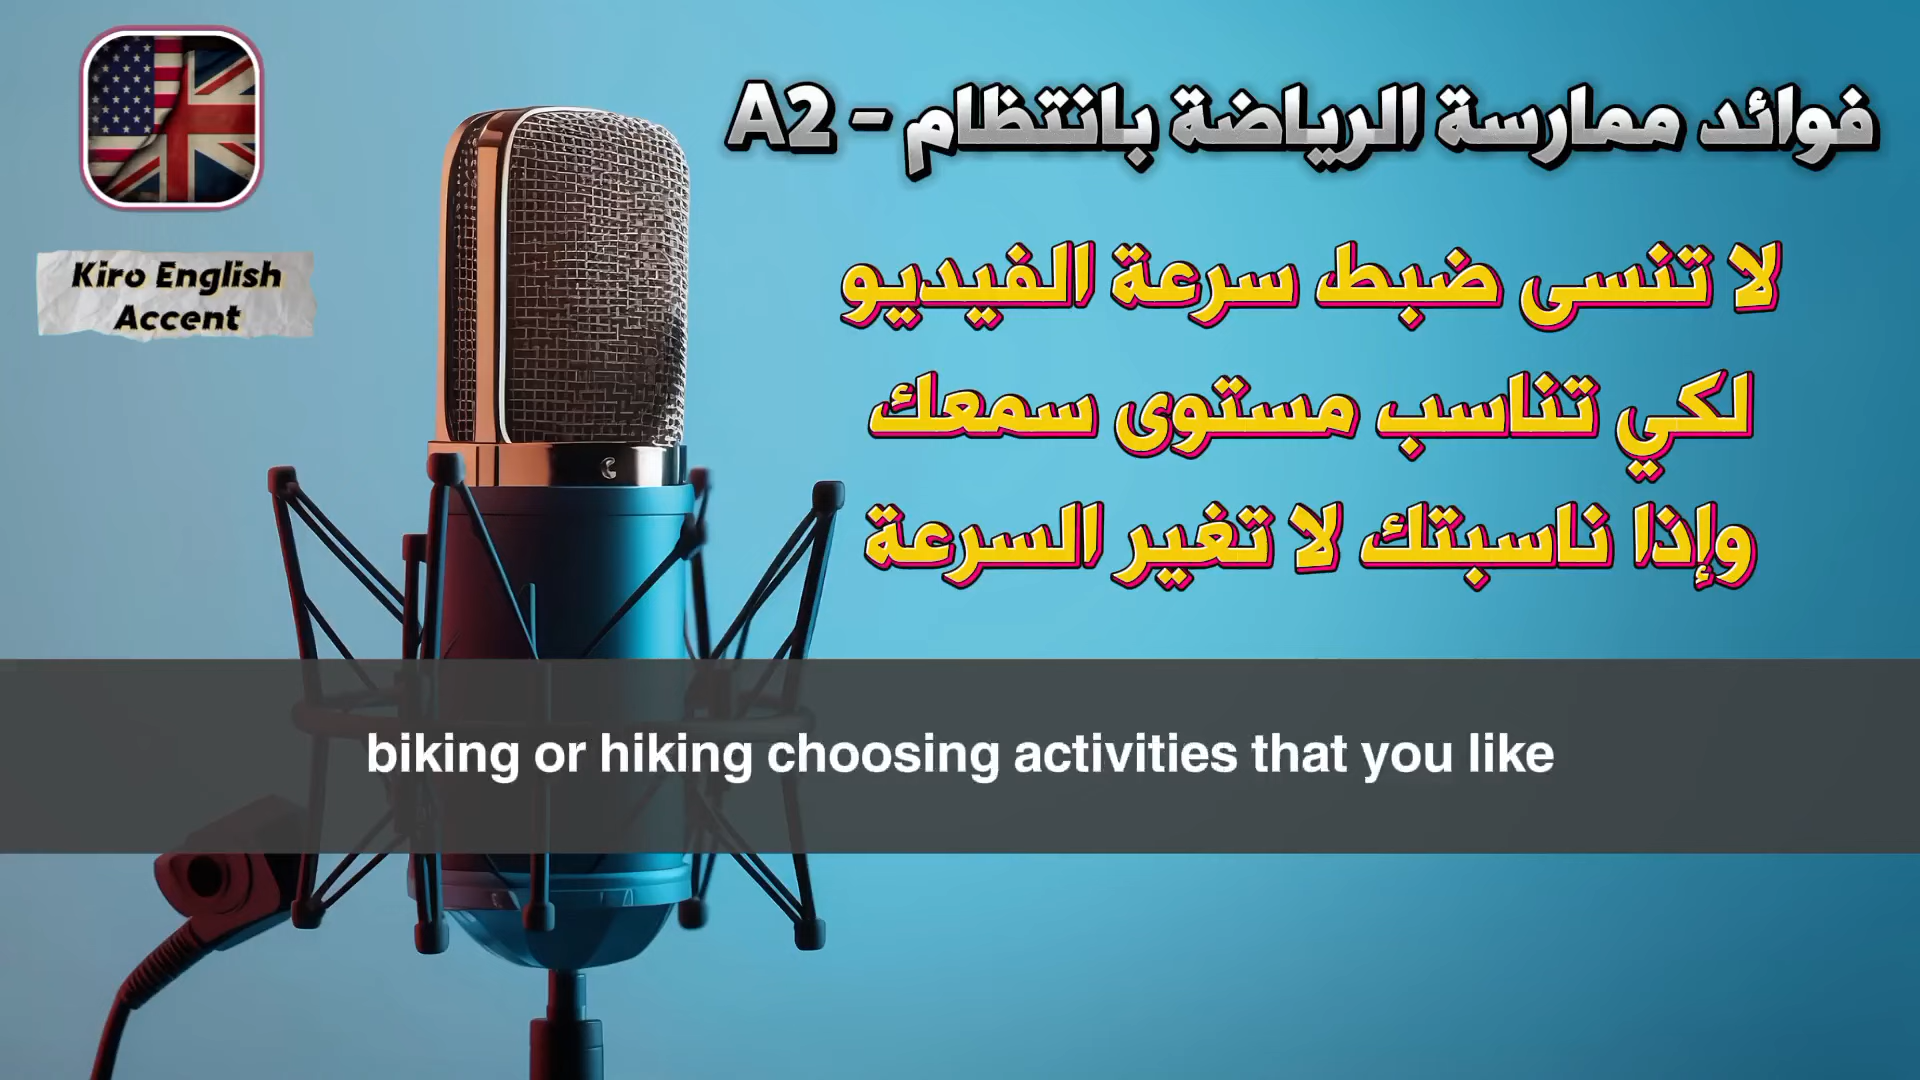 فوائد ممارسة الرياضة بانتظام - A2
Kiro English
Accent
لا تنسى ضبط سرعة الفيديو
لكي تناسب مستوى سمعك
وإذا ناسبتك لا تغير السرعة
biking or hiking choosing activities that you like